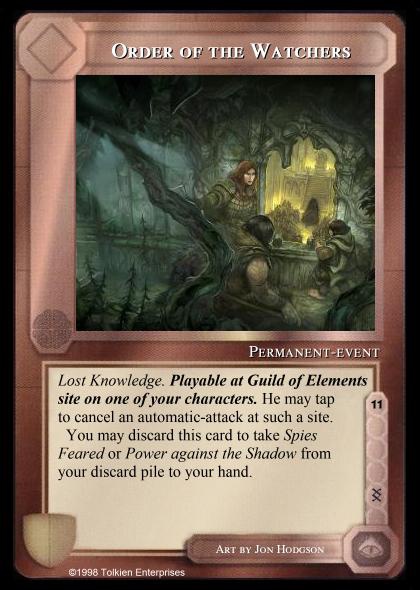 Order of the Watchers
Permanent-event
Lost Knowledge. Playable at Guild of Elements
site on one of your characters. He may tap
to cancel an automatic-attack at such a site.
You may discard this card to take Spies
Feared or Power against the Shadow from
your discard pile to your hand.
11
Art by Jon Hodgson
©1998 Tolkien Enterprises